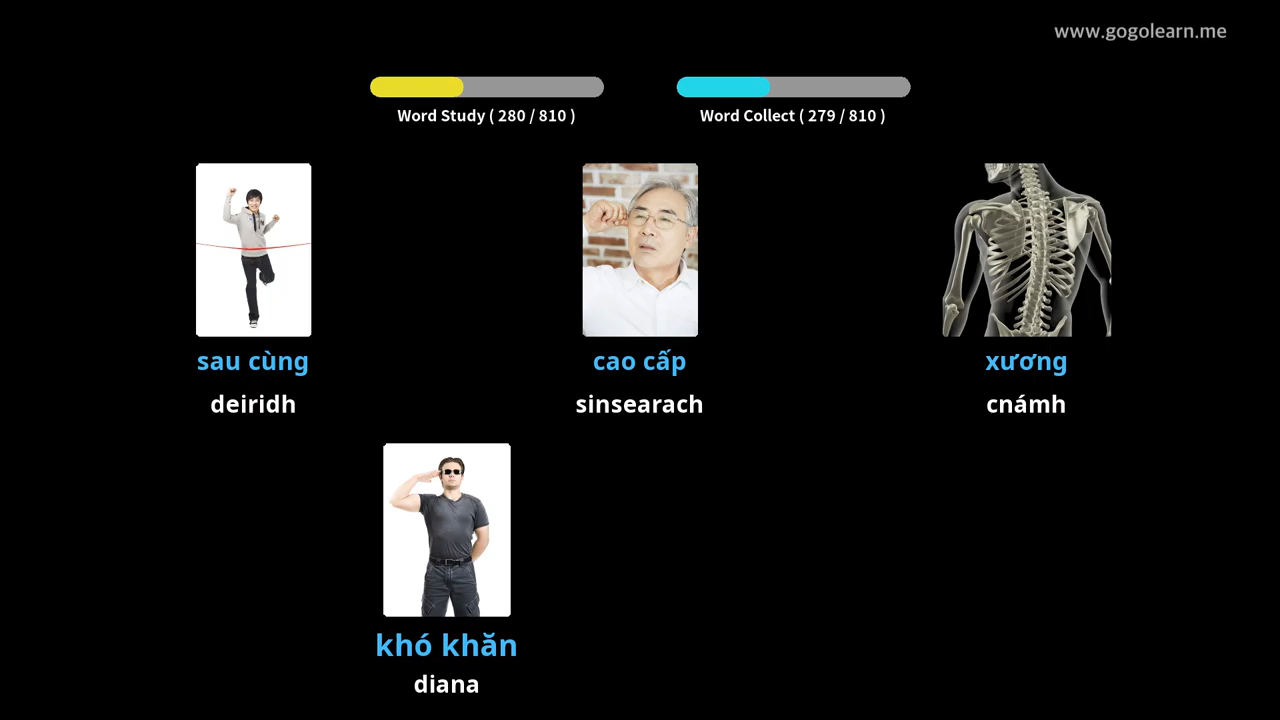 www.gogolearn.me
Word Study ( 280 / 810 )
Word Collect ( 279 / 810 )
sau cùng
cao cấp
xương
deiridh
sinsearach
cnámh
khó khăn
diana